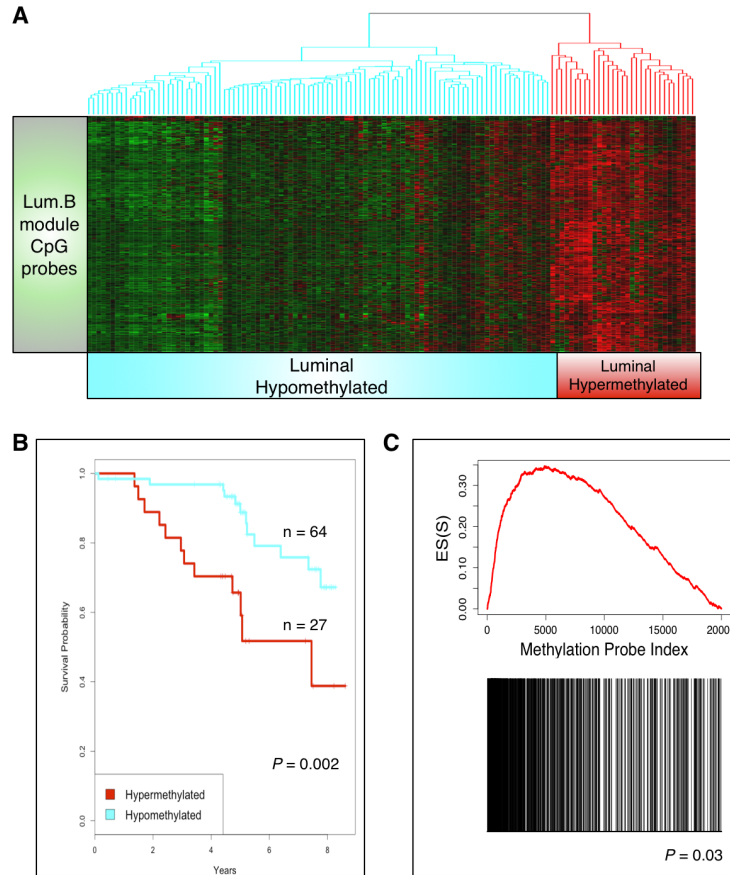 A
Lum.B
module
CpG
probes
Luminal
Hypomethylated
Luminal
Hypermethylated
B
1.0
0.8
0.6
0.4
0.2
0.0
Survival Probability
n = 64
n = 27
P = 0.002
Hypermethylated
Hypomethylated
0 2 4 6 8
Years
C
0.30
0.20
0.10
0.00
ES(S)
0 5000 10000 15000 2000
Methylation Probe Index
P = 0.03